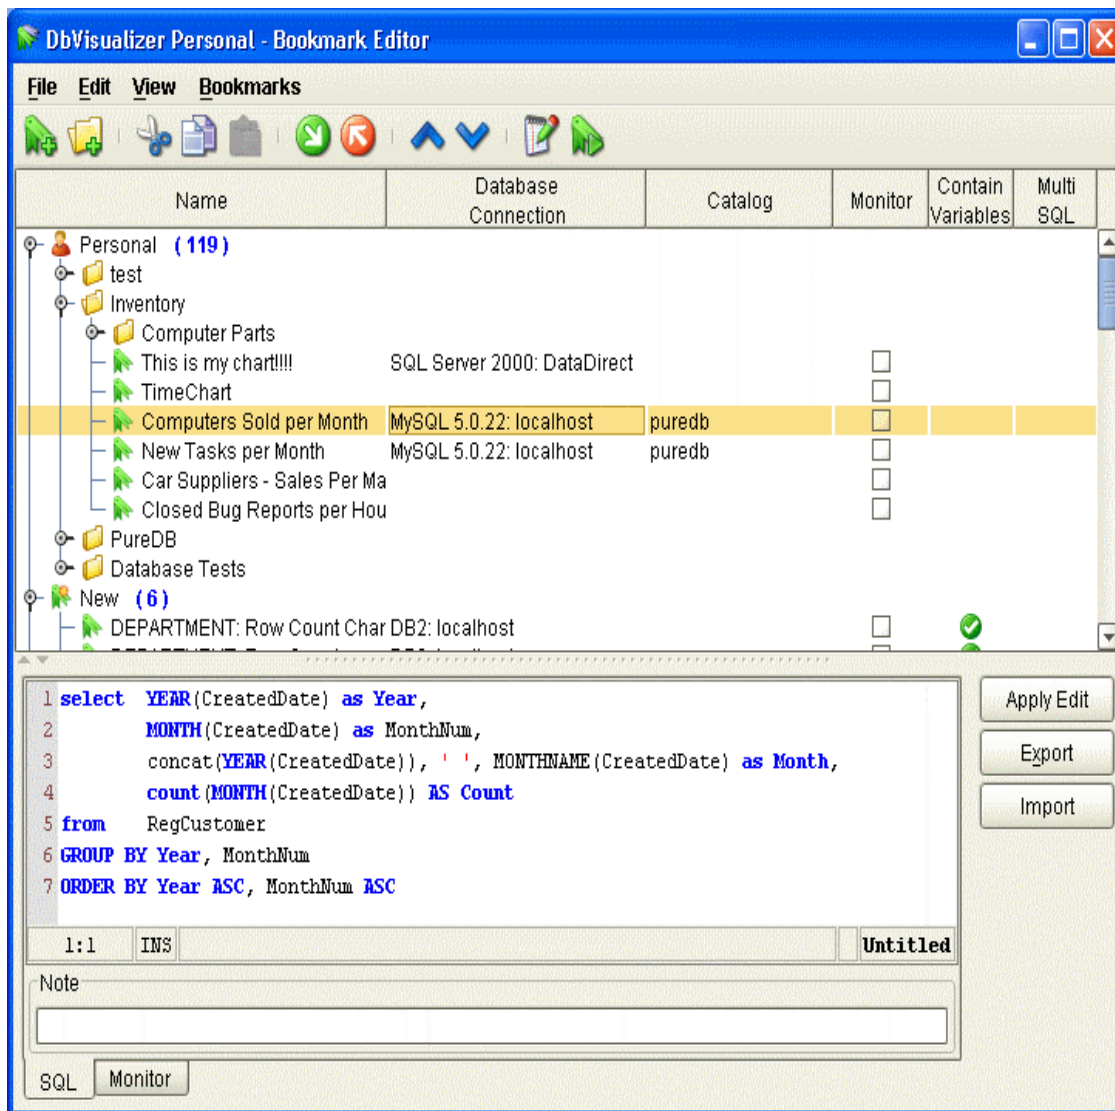 DbVisualizer Personal - Bookmark Editor
File Edit View Bookmarks
Name Database Connection Catalog Monitor Contain Variables Multi SQL
Personal (119)
test
Inventory
Computer Parts
This is my chart!!!! SQL Server 2000: DataDirect
TimeChart
Computers Sold per Month MySQL 5.0.22: localhost puredb
New Tasks per Month MySQL 5.0.22: localhost puredb
Car Suppliers - Sales Per Ma
Closed Bug Reports per Hou
PureDB
Database Tests
New (6)
DEPARTMENT: Row Count Char DB2: localhost
1 select YEAR(CreatedDate) as Year,
2 MONTH(CreatedDate) as MonthNum,
3 concat(YEAR(CreatedDate)), ' ', MONTHNAME(CreatedDate) as Month,
4 count(MONTH(CreatedDate)) AS Count
5 from RegCustomer
6 GROUP BY Year, MonthNum
7 ORDER BY Year ASC, MonthNum ASC
Apply Edit
Export
Import
1:1 INS Untitled
Note
SQL Monitor